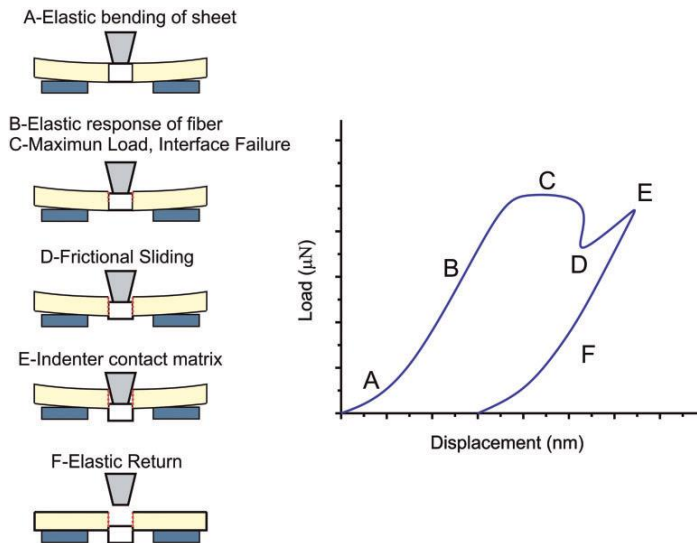 A-Elastic bending of sheet
B-Elastic response of fiber
C-Maximun Load, Interface Failure
D-Frictional Sliding
E-Indenter contact matrix
F-Elastic Return
Load (μN)
A
B
C
D
E
F
Displacement (nm)